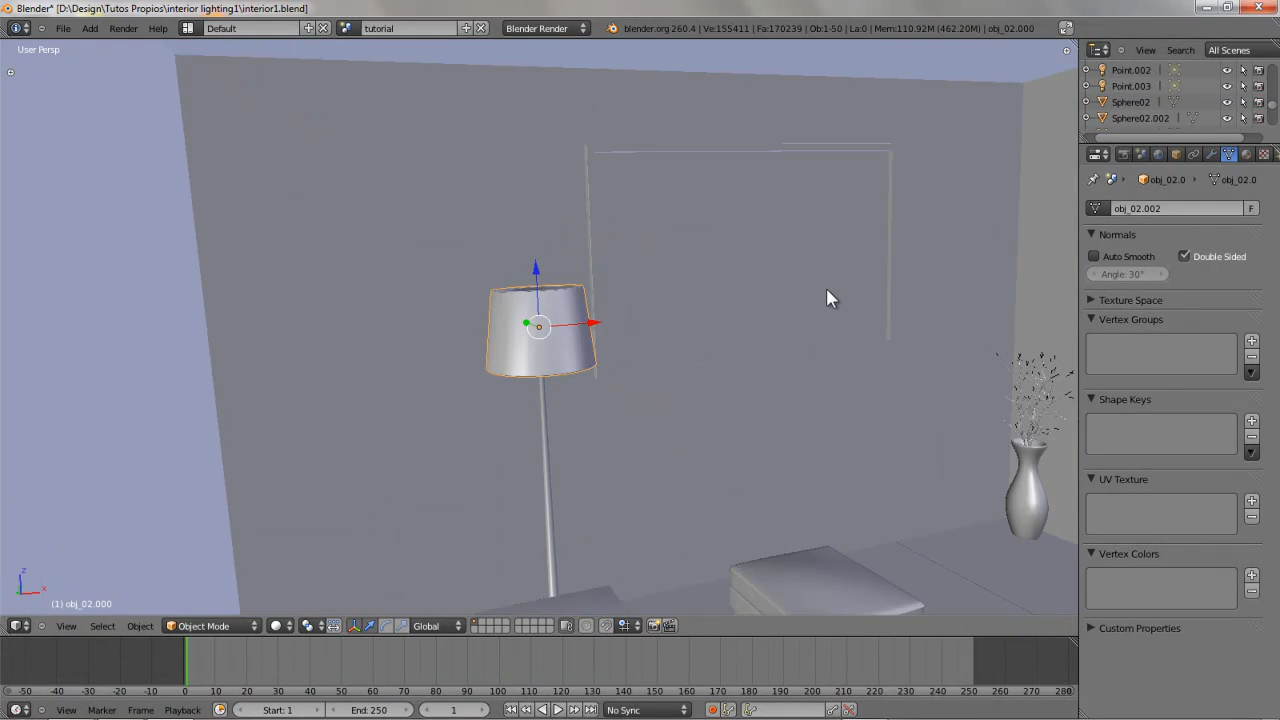 Blender* [D:\Design\Tutos Propios\interior lighting1\interior1.blend]
File Add Render Help Default tutorial Blender Render blender.org 260.4 | Ve:155411 | Fa:170239 | Ob:1-50 | La:0 | Mem:110.92M (462.20M) | obj_02.000
User Persp
View Search All Scenes
Point.002
Point.003
Sphere02
Sphere02.002
obj_02.0 obj_02.0
obj_02.002 F
Normals
Auto Smooth Double Sided
Angle: 30°
Texture Space
Vertex Groups
Shape Keys
UV Texture
Vertex Colors
Custom Properties
z
x
(1) obj_02.000
View Select Object Object Mode Global
-50 -40 -30 -20 -10 0 10 20 30 40 50 60 70 80 90 100 110 120 130 140 150 160 170 180 190 200 210 220 230 240 250 260 270 280
View Marker Frame Playback Start: 1 End: 250 1 No Sync